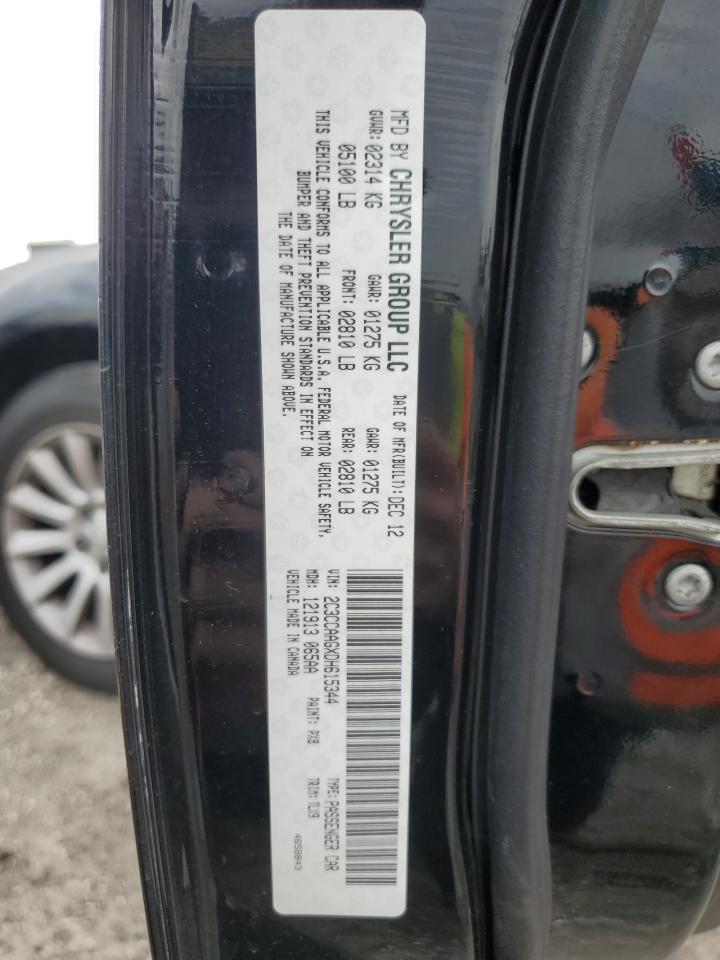 MFD BY CHRYSLER GROUP LLC DATE OF MFR(BUILT): DEC 12
GVWR: 02314 KG GAWR: 01275 KG GAWR: 01275 KG
05100 LB FRONT: 02810 LB REAR: 02810 LB
THIS VEHICLE CONFORMS TO ALL APPLICABLE U.S.A. FEDERAL MOTOR VEHICLE SAFETY,
BUMPER AND THEFT PREVENTION STANDARDS IN EFFECT ON
THE DATE OF MANUFACTURE SHOWN ABOVE.
VIN: 2C3CCAAGXDH615344 TYPE: PASSENGER CAR
MDH: 121913 065AA PAINT: PX8 TRIM: TLX9
VEHICLE MADE IN CANADA 4658843